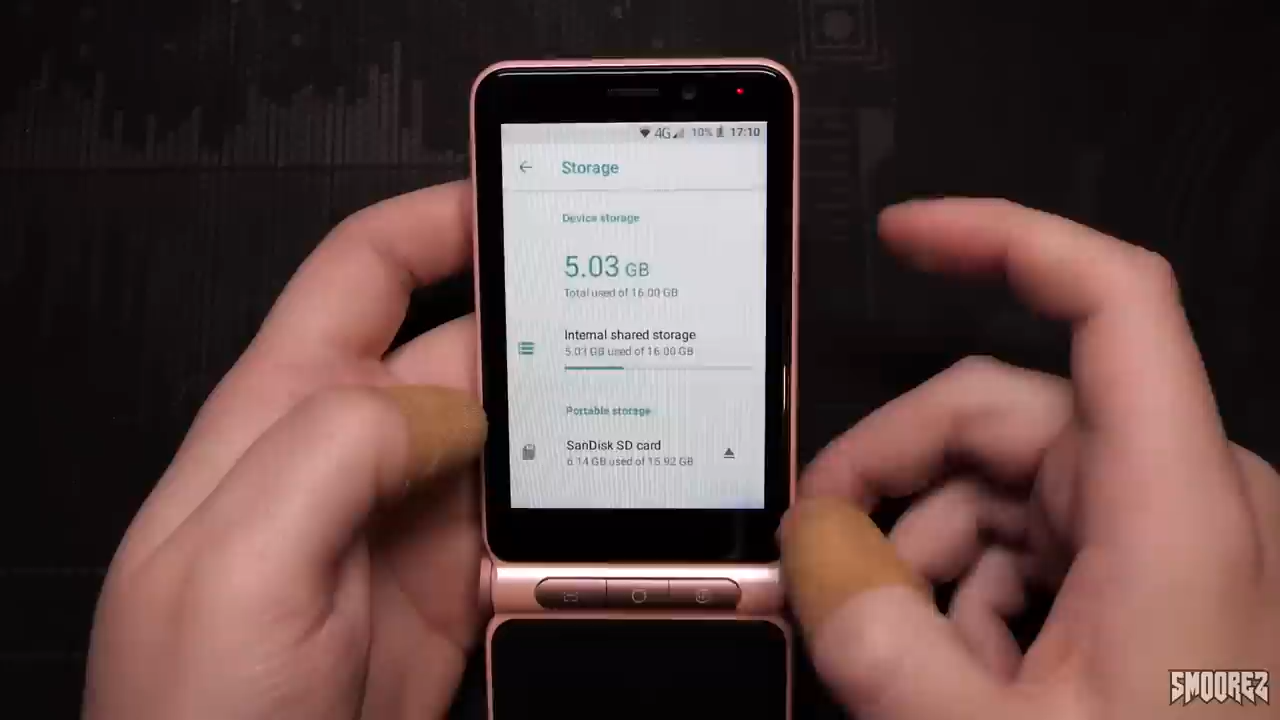 4G 10% 17:10
Storage
Device storage
5.03 GB
Total used of 16.00 GB
Internal shared storage
5.03 GB used of 16.00 GB
Portable storage
SanDisk SD card
6.14 GB used of 15.92 GB
SMOOREZ